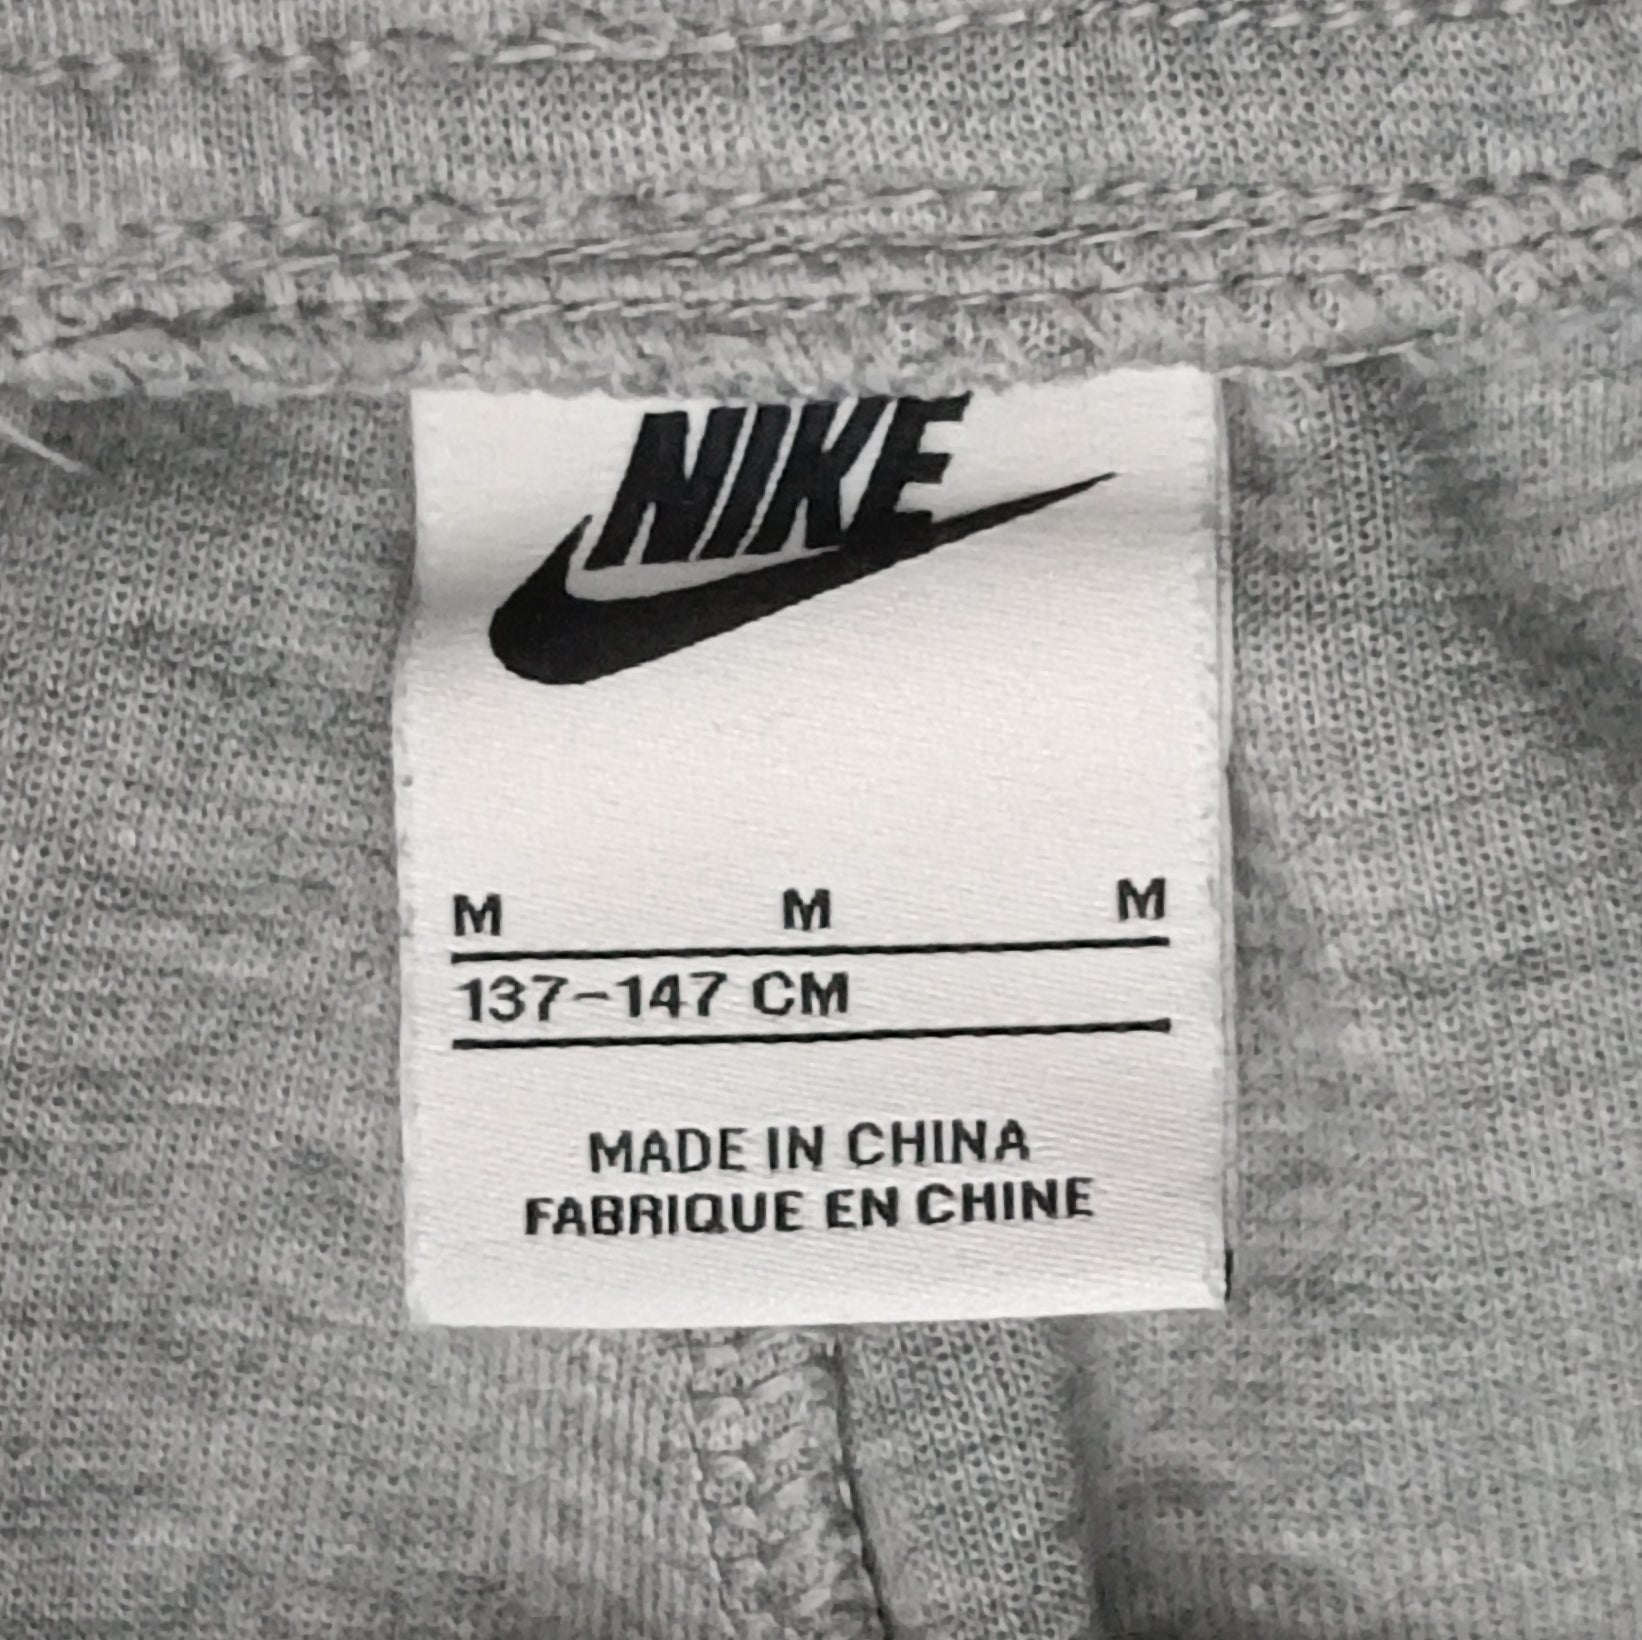 NIKE
M M M
137-147 CM
MADE IN CHINA
FABRIQUE EN CHINE